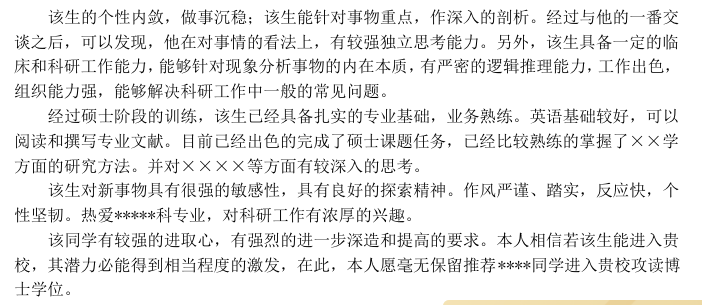 该生的个性内敛，做事沉稳；该生能针对事物重点，作深入的剖析。经过与他的一番交
谈之后，可以发现，他在对事情的看法上，有较强独立思考能力。另外，该生具备一定的临
床和科研工作能力，能够针对现象分析事物的内在本质，有严密的逻辑推理能力，工作出色，
组织能力强，能够解决科研工作中一般的常见问题。
经过硕士阶段的训练，该生已经具备扎实的专业基础，业务熟练。英语基础较好，可以
阅读和撰写专业文献。目前已经出色的完成了硕士课题任务，已经比较熟练的掌握了××学
方面的研究方法。并对××××等方面有较深入的思考。
该生对新事物具有很强的敏感性，具有良好的探索精神。作风严谨、踏实，反应快，个
性坚韧。热爱*****科专业，对科研工作有浓厚的兴趣。
该同学有较强的进取心，有强烈的进一步深造和提高的要求。本人相信若该生能进入贵
校，其潜力必能得到相当程度的激发，在此，本人愿毫无保留推荐****同学进入贵校攻读博
士学位。